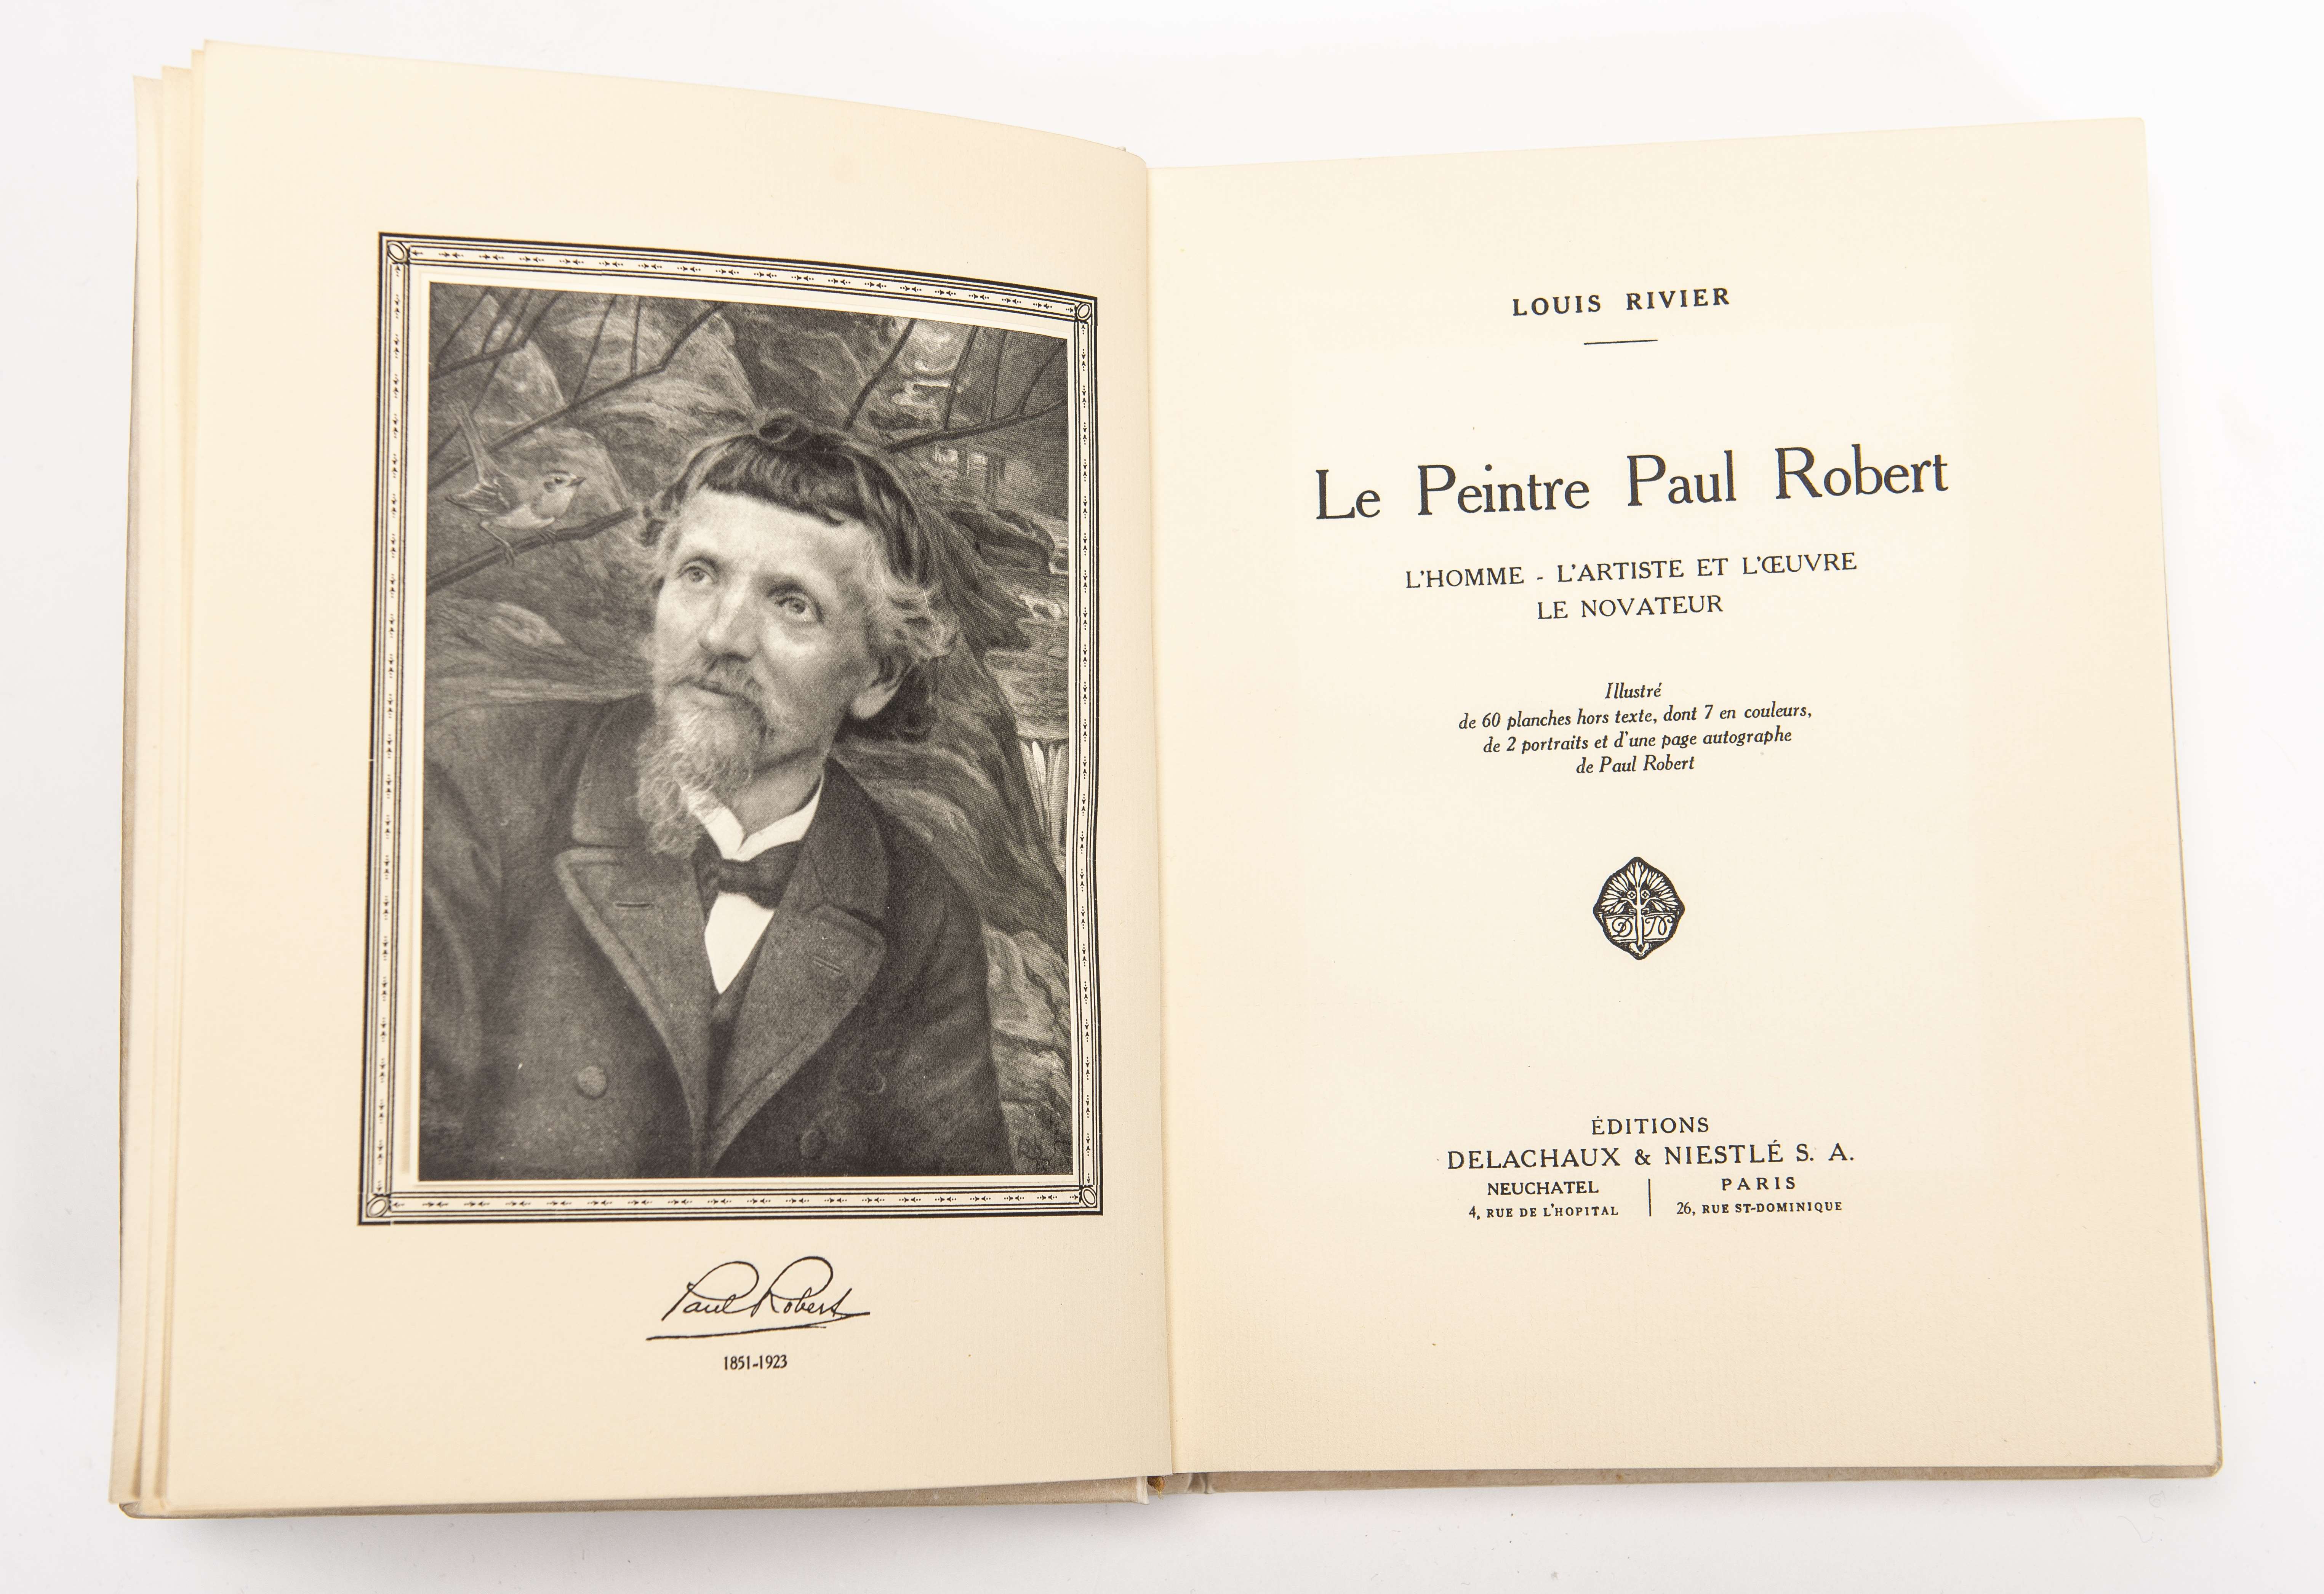 Paul Robert
1851-1923
LOUIS RIVIER
Le Peintre Paul Robert
L'HOMME - L'ARTISTE ET L'ŒUVRE
LE NOVATEUR
Illustré
de 60 planches hors texte, dont 7 en couleurs,
de 2 portraits et d'une page autographe
de Paul Robert
D N
ÉDITIONS
DELACHAUX & NIESTLÉ S. A.
NEUCHATEL
4, RUE DE L'HOPITAL
PARIS
26, RUE ST-DOMINIQUE